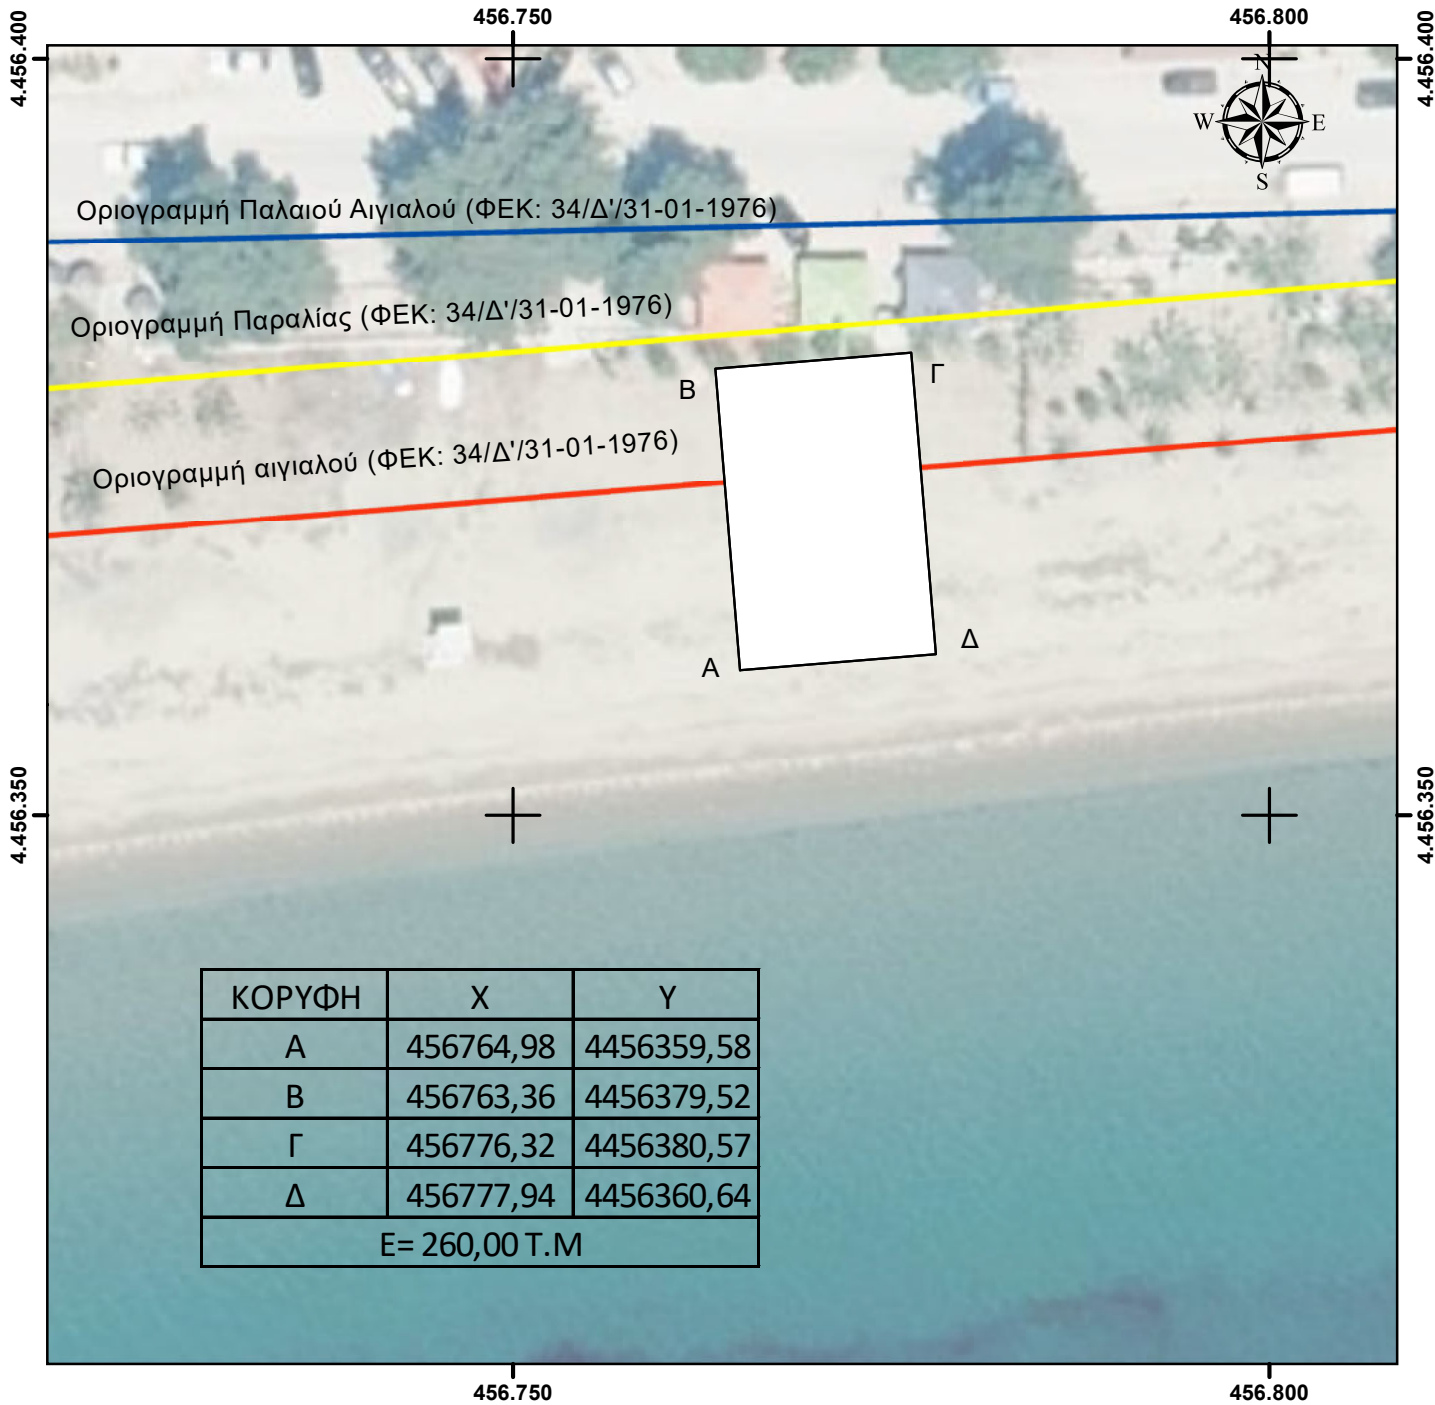 456.750 456.800
4.456.400 4.456.400
N
W E
S
Οριογραμμή Παλαιού Αιγιαλού (ΦΕΚ: 34/Δ'/31-01-1976)
Οριογραμμή Παραλίας (ΦΕΚ: 34/Δ'/31-01-1976)
Β Γ
Οριογραμμή αιγιαλού (ΦΕΚ: 34/Δ'/31-01-1976)
Α Δ
4.456.350 4.456.350
ΚΟΡΥΦΗ Χ Υ
Α 456764,98 4456359,58
Β 456763,36 4456379,52
Γ 456776,32 4456380,57
Δ 456777,94 4456360,64
Ε= 260,00 Τ.Μ
456.750 456.800